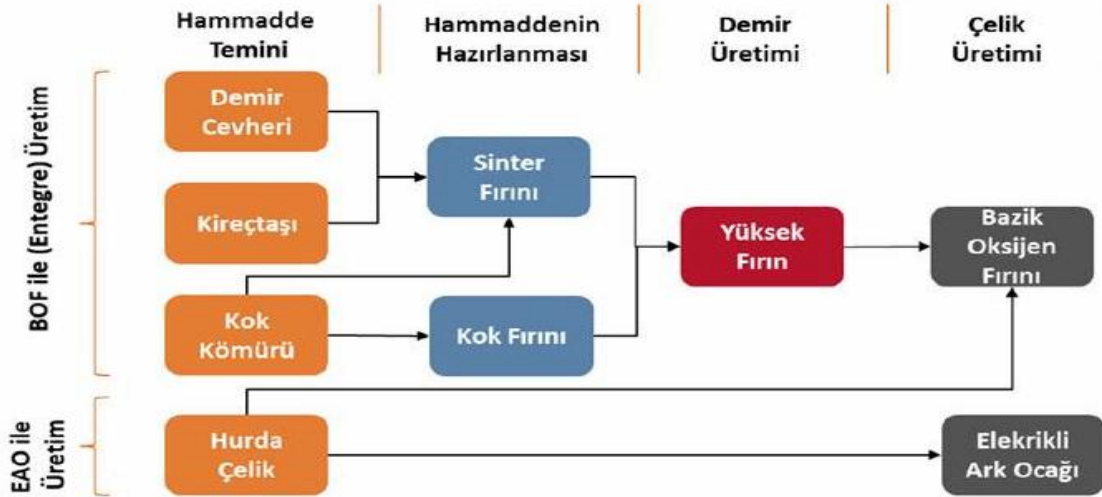 Hammadde
Temini
Hammaddenin
Hazırlanması
Demir
Üretimi
Çelik
Üretimi
BOF ile (Entegre) Üretim
Demir
Cevheri
Kireçtaşı
Kok
Kömürü
Sinter
Fırını
Kok Fırını
Yüksek
Fırın
Bazik
Oksijen
Fırını
EAO ile
Üretim
Hurda
Çelik
Elekrikli
Ark Ocağı